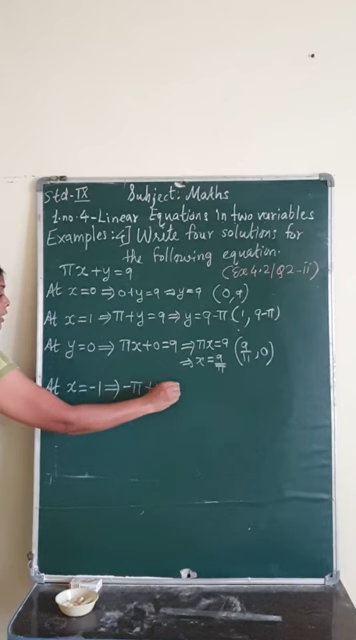 Std-IX Subject: Maths
L.no-4-Linear Equations in two variables
Examples:4] Write four solutions for
the following equation.
πx+y=9 (Ex 4.2/Q2-ii)
At x=0⇒0+y=9⇒y=9 (0,9)
At x=1⇒π+y=9⇒y=9-π (1, 9-π)
At y=0⇒ πx+0=9⇒πx=9 (9/π, 0)
⇒x=9/π
At x=-1⇒-π+